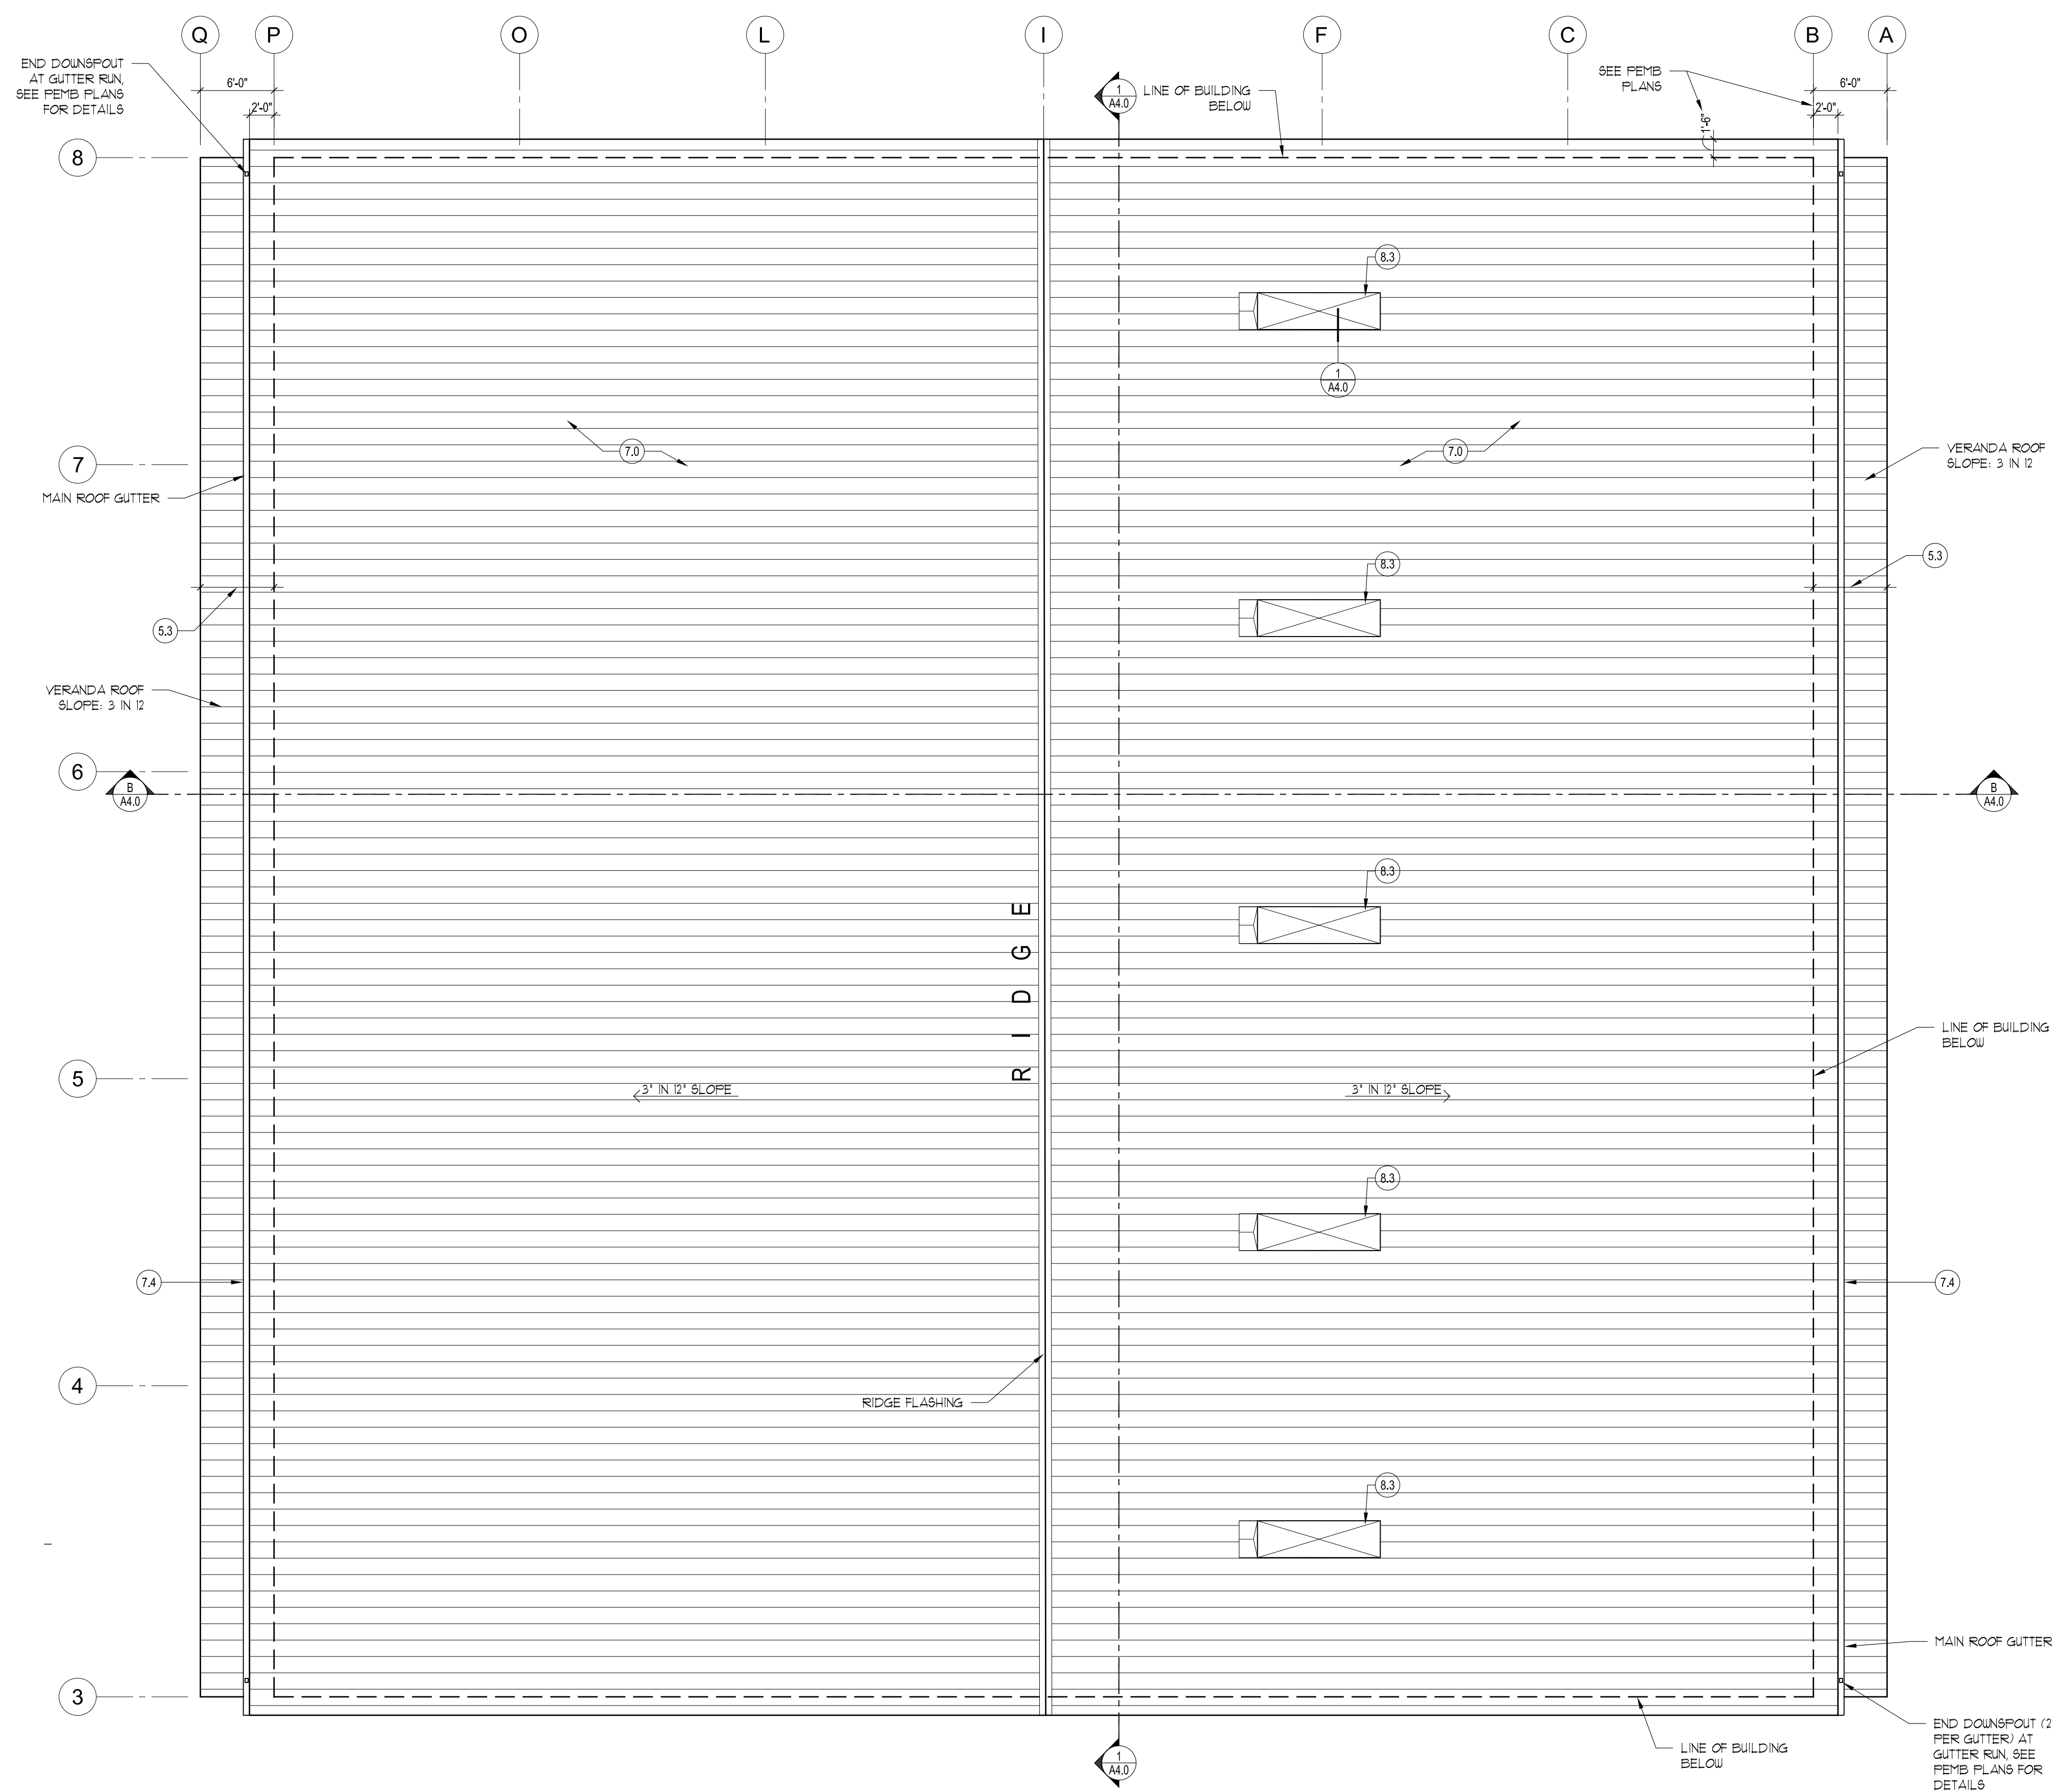 Q
P
O
L
I
F
C
B
A
END DOWNSPOUT
AT GUTTER RUN,
SEE PEMB PLANS
FOR DETAILS
6'-0"
2'-0"
1
A4.0
LINE OF BUILDING
BELOW
SEE PEMB
PLANS
6'-0"
2'-0"
1'-6"
8
8.3
1
A4.0
7.0
7.0
7
MAIN ROOF GUTTER
VERANDA ROOF
SLOPE: 3 IN 12
8.3
5.3
5.3
VERANDA ROOF
SLOPE: 3 IN 12
6
B
A4.0
B
A4.0
8.3
RIDGE
LINE OF BUILDING
BELOW
5
3" IN 12" SLOPE
3" IN 12" SLOPE
8.3
7.4
7.4
4
RIDGE FLASHING
8.3
MAIN ROOF GUTTER
3
END DOWNSPOUT (2
PER GUTTER) AT
GUTTER RUN, SEE
PEMB PLANS FOR
DETAILS
LINE OF BUILDING
BELOW
1
A4.0